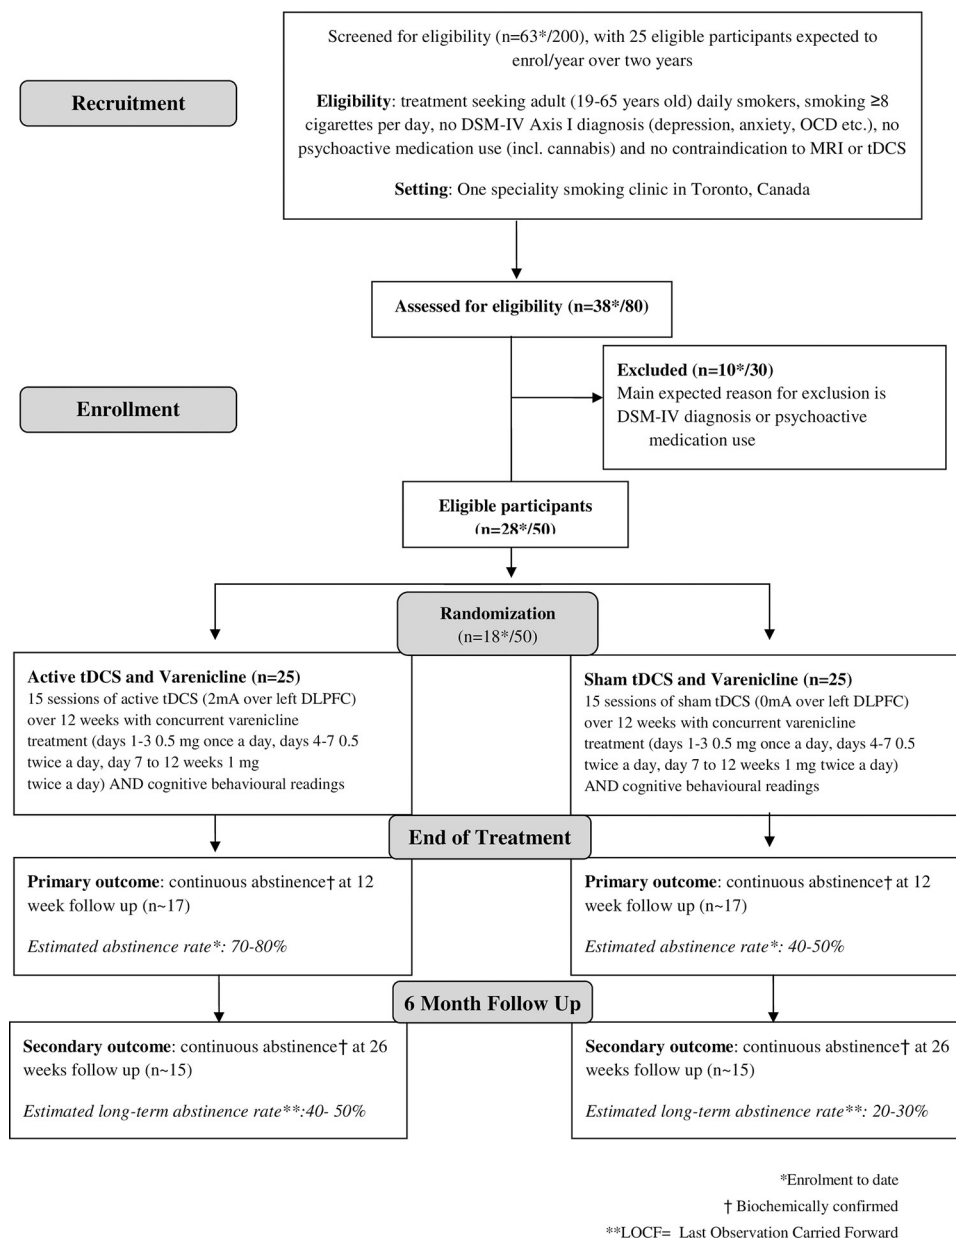 Screened for eligibility (n=63*/200), with 25 eligible participants expected to
enrol/year over two years
Recruitment
Eligibility: treatment seeking adult (19-65 years old) daily smokers, smoking ≥8
cigarettes per day, no DSM-IV Axis I diagnosis (depression, anxiety, OCD etc.), no
psychoactive medication use (incl. cannabis) and no contraindication to MRI or tDCS
Setting: One speciality smoking clinic in Toronto, Canada
Assessed for eligibility (n=38*/80)
Excluded (n=10*/30)
Main expected reason for exclusion is
DSM-IV diagnosis or psychoactive
medication use
Enrollment
Eligible participants
(n=28*/50)
Randomization
(n=18*/50)
Active tDCS and Varenicline (n=25)
15 sessions of active tDCS (2mA over left DLPFC)
over 12 weeks with concurrent varenicline
treatment (days 1-3 0.5 mg once a day, days 4-7 0.5
twice a day, day 7 to 12 weeks 1 mg
twice a day) AND cognitive behavioural readings
Sham tDCS and Varenicline (n=25)
15 sessions of sham tDCS (0mA over left DLPFC)
over 12 weeks with concurrent varenicline
treatment (days 1-3 0.5 mg once a day, days 4-7 0.5
twice a day, day 7 to 12 weeks 1 mg twice a day)
AND cognitive behavioural readings
End of Treatment
Primary outcome: continuous abstinence† at 12
week follow up (n~17)
Estimated abstinence rate*: 70-80%
Primary outcome: continuous abstinence† at 12
week follow up (n~17)
Estimated abstinence rate*: 40-50%
6 Month Follow Up
Secondary outcome: continuous abstinence† at 26
weeks follow up (n~15)
Estimated long-term abstinence rate**:40- 50%
Secondary outcome: continuous abstinence† at 26
weeks follow up (n~15)
Estimated long-term abstinence rate**: 20-30%
*Enrolment to date
† Biochemically confirmed
**LOCF= Last Observation Carried Forward